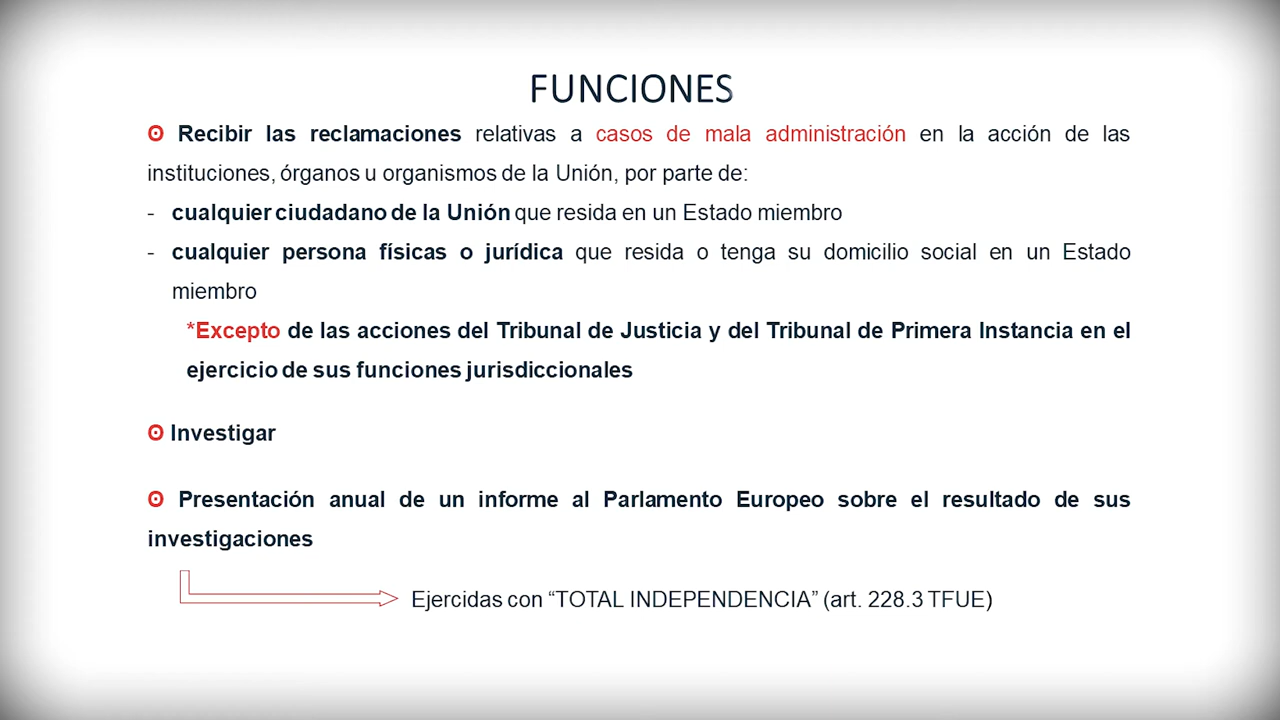 FUNCIONES
ʘ Recibir las reclamaciones relativas a casos de mala administración en la acción de las
instituciones, órganos u organismos de la Unión, por parte de:
- cualquier ciudadano de la Unión que resida en un Estado miembro
- cualquier persona físicas o jurídica que resida o tenga su domicilio social en un Estado
miembro
*Excepto de las acciones del Tribunal de Justicia y del Tribunal de Primera Instancia en el
ejercicio de sus funciones jurisdiccionales
ʘ Investigar
ʘ Presentación anual de un informe al Parlamento Europeo sobre el resultado de sus
investigaciones
Ejercidas con “TOTAL INDEPENDENCIA” (art. 228.3 TFUE)